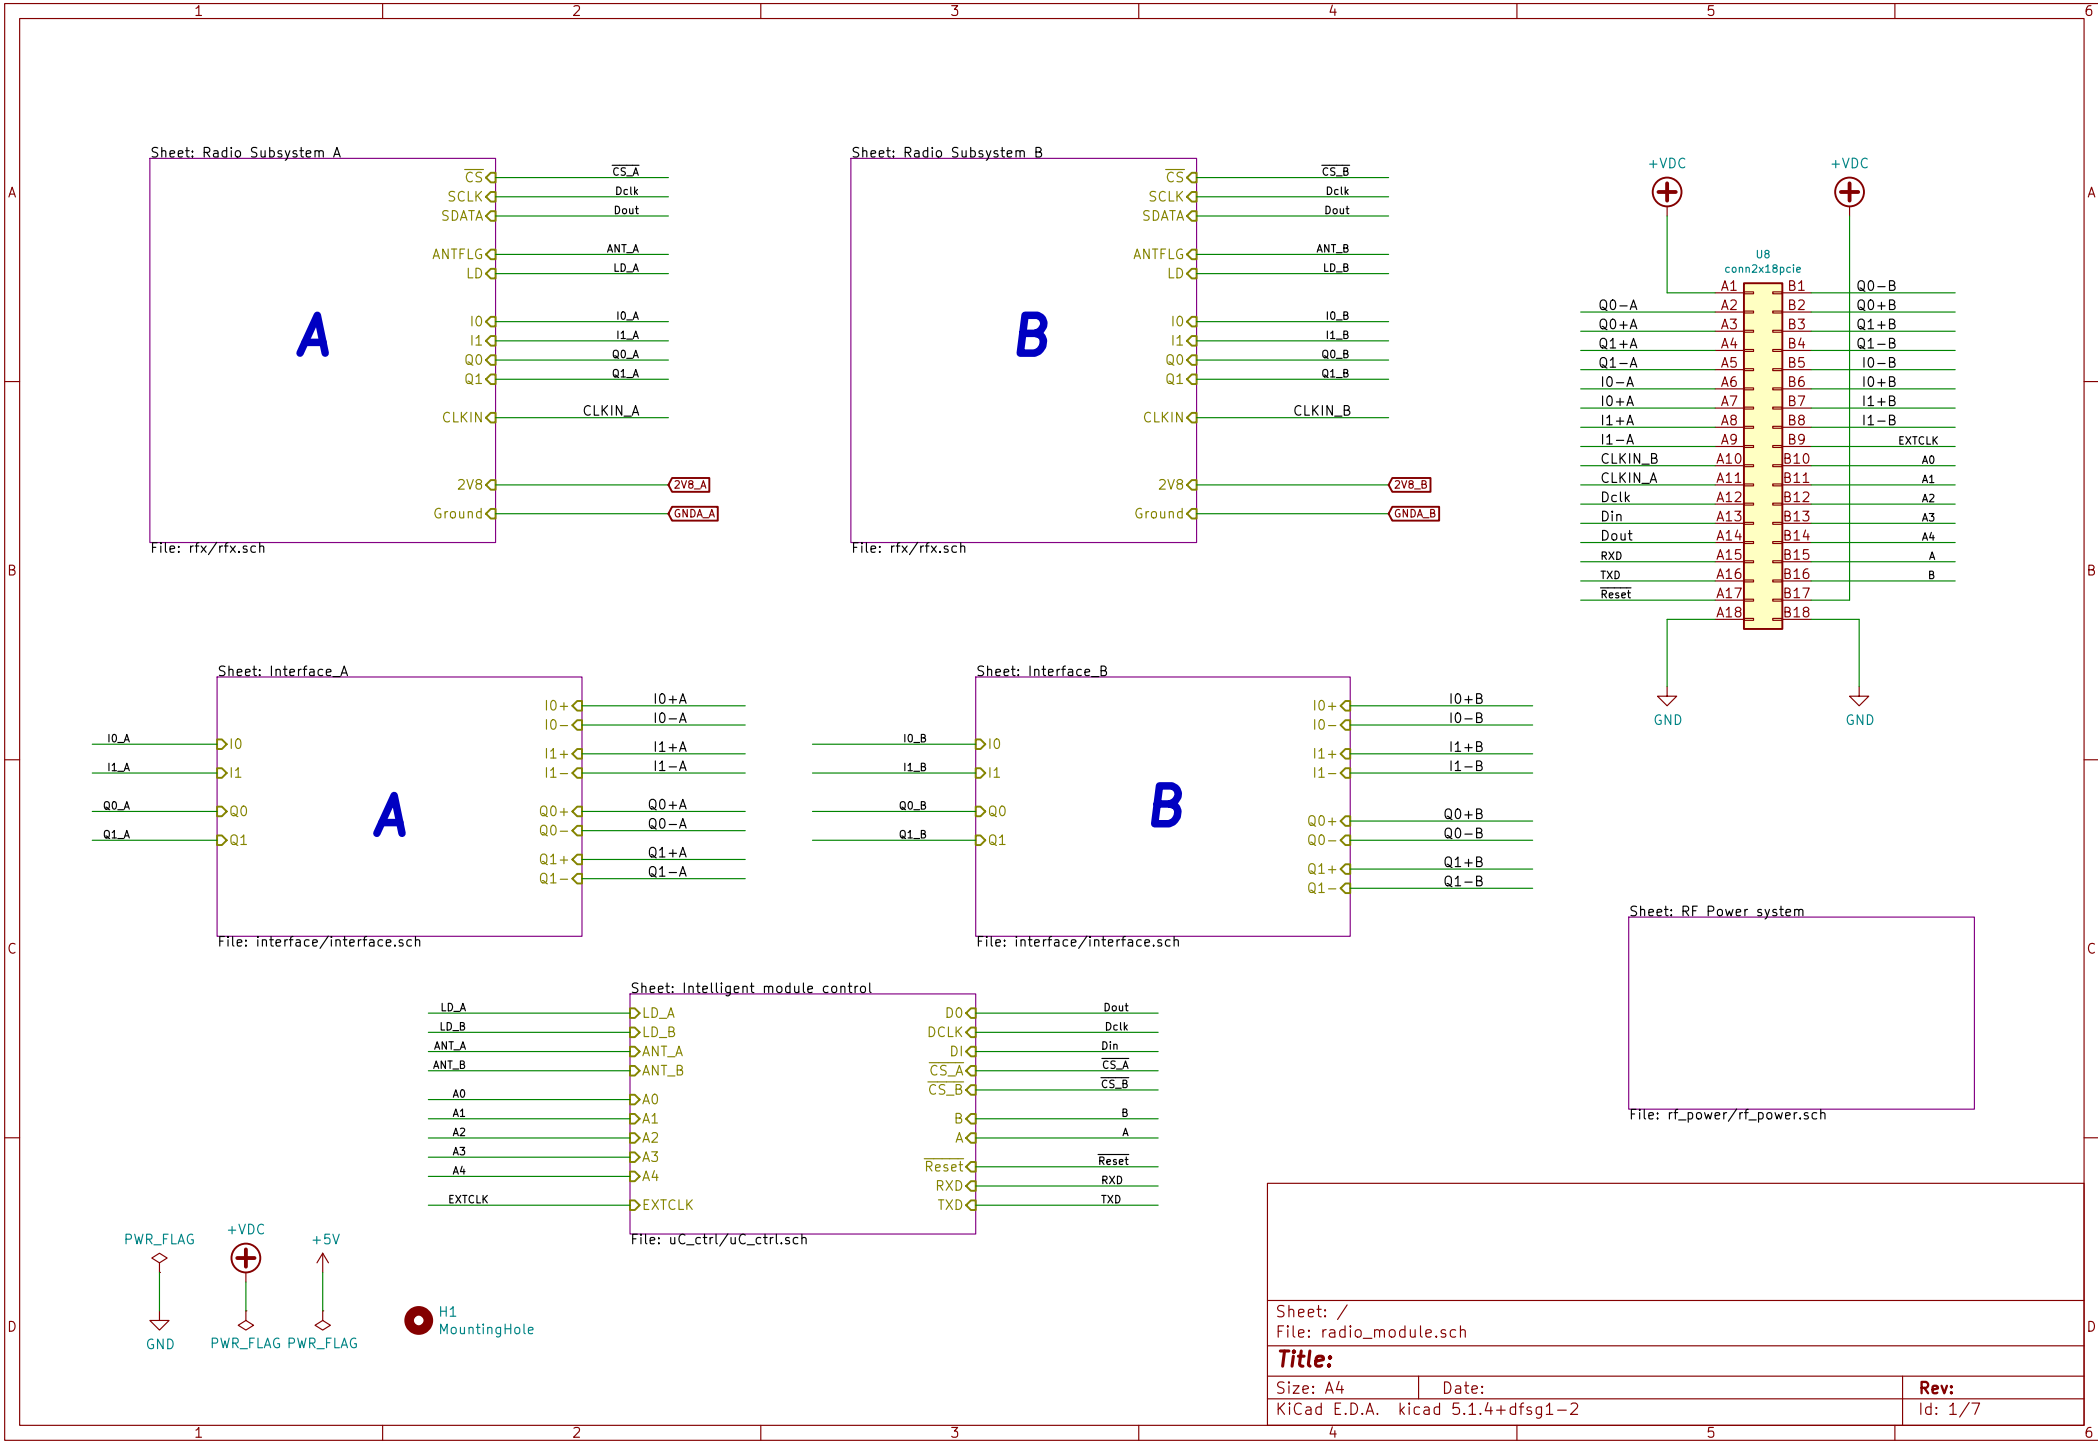 1 2 3 4 5 6
Sheet: Radio Subsystem A
CS CS_A
SCLK Dclk
SDATA Dout
ANTFLG ANT_A
LD LD_A
I0 I0_A
I1 I1_A
Q0 Q0_A
Q1 Q1_A
CLKIN CLKIN_A
2V8 2V8_A
Ground GNDA_A
A
File: rfx/rfx.sch
Sheet: Radio Subsystem B
CS CS_B
SCLK Dclk
SDATA Dout
ANTFLG ANT_B
LD LD_B
I0 I0_B
I1 I1_B
Q0 Q0_B
Q1 Q1_B
CLKIN CLKIN_B
2V8 2V8_B
Ground GNDA_B
B
File: rfx/rfx.sch
+VDC +VDC
U8
conn2x18pcie
A1 B1 Q0-B
Q0-A A2 B2 Q0+B
Q0+A A3 B3 Q1+B
Q1+A A4 B4 Q1-B
Q1-A A5 B5 I0-B
I0-A A6 B6 I0+B
I0+A A7 B7 I1+B
I1+A A8 B8 I1-B
I1-A A9 B9 EXTCLK
CLKIN_B A10 B10 A0
CLKIN_A A11 B11 A1
Dclk A12 B12 A2
Din A13 B13 A3
Dout A14 B14 A4
RXD A15 B15 A
TXD A16 B16 B
Reset A17 B17
A18 B18
GND GND
Sheet: Interface_A
I0_A I0
I1_A I1
Q0_A Q0
Q1_A Q1
A
I0+ I0+A
I0- I0-A
I1+ I1+A
I1- I1-A
Q0+ Q0+A
Q0- Q0-A
Q1+ Q1+A
Q1- Q1-A
File: interface/interface.sch
Sheet: Interface_B
I0_B I0
I1_B I1
Q0_B Q0
Q1_B Q1
B
I0+ I0+B
I0- I0-B
I1+ I1+B
I1- I1-B
Q0+ Q0+B
Q0- Q0-B
Q1+ Q1+B
Q1- Q1-B
File: interface/interface.sch
Sheet: RF Power system
File: rf_power/rf_power.sch
Sheet: Intelligent module control
LD_A LD_A
LD_B LD_B
ANT_A ANT_A
ANT_B ANT_B
A0 A0
A1 A1
A2 A2
A3 A3
A4 A4
EXTCLK EXTCLK
DO Dout
DCLK Dclk
DI Din
CS_A CS_A
CS_B CS_B
B B
A A
Reset Reset
RXD RXD
TXD TXD
File: uC_ctrl/uC_ctrl.sch
PWR_FLAG +VDC +5V
GND PWR_FLAG PWR_FLAG
H1
MountingHole
Sheet: /
File: radio_module.sch
Title:
Size: A4 Date: Rev:
KiCad E.D.A. kicad 5.1.4+dfsg1-2 Id: 1/7
A A
B B
C C
D D
1 2 3 4 5 6